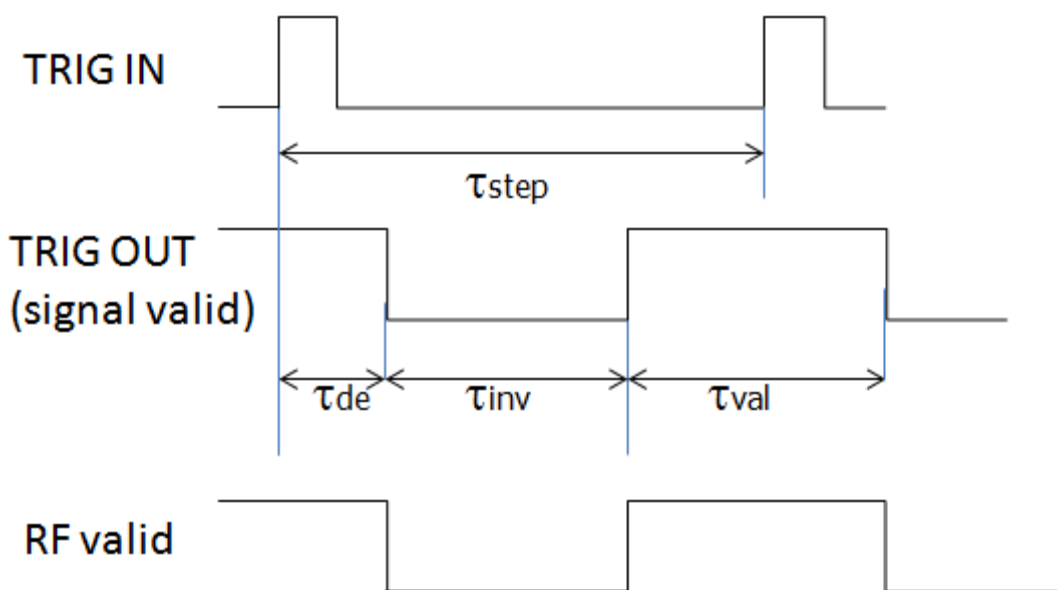 TRIG IN
τstep
TRIG OUT
(signal valid)
τde τinv τval
RF valid